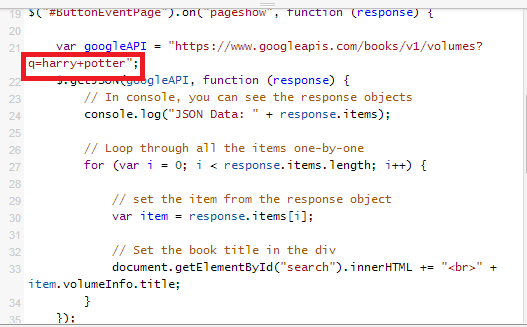 19 $("#ButtonEventPage").on("pageshow", function (response) {
20
21 var googleAPI = "https://www.googleapis.com/books/v1/volumes?
q=harry+potter";
22 $.getJSON(googleAPI, function (response) {
23 // In console, you can see the response objects
24 console.log("JSON Data: " + response.items);
25
26 // Loop through all the items one-by-one
27 for (var i = 0; i < response.items.length; i++) {
28
29 // set the item from the response object
30 var item = response.items[i];
31
32 // Set the book title in the div
33 document.getElementById("search").innerHTML += "<br>" +
item.volumeInfo.title;
34 }
35 });